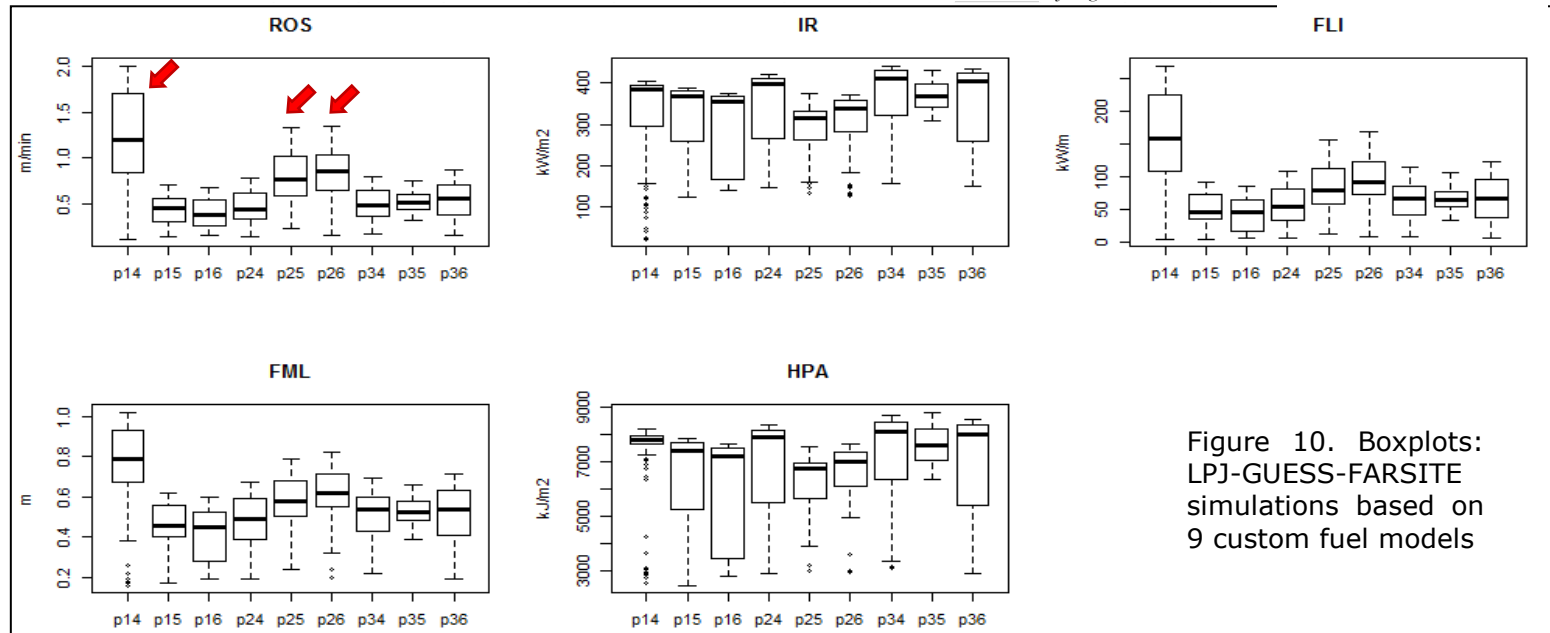 ROS
IR
FLI
m/min
0.5 1.0 1.5 2.0
p14 p15 p16 p24 p25 p26 p34 p35 p36
kW/m2
100 200 300 400
p14 p15 p16 p24 p25 p26 p34 p35 p36
kW/m
0 50 100 200
p14 p15 p16 p24 p25 p26 p34 p35 p36
FML
HPA
m
0.2 0.4 0.6 0.8 1.0
p14 p15 p16 p24 p25 p26 p34 p35 p36
kJ/m2
3000 5000 7000 9000
p14 p15 p16 p24 p25 p26 p34 p35 p36
Figure 10. Boxplots:
LPJ-GUESS-FARSITE
simulations based on
9 custom fuel models